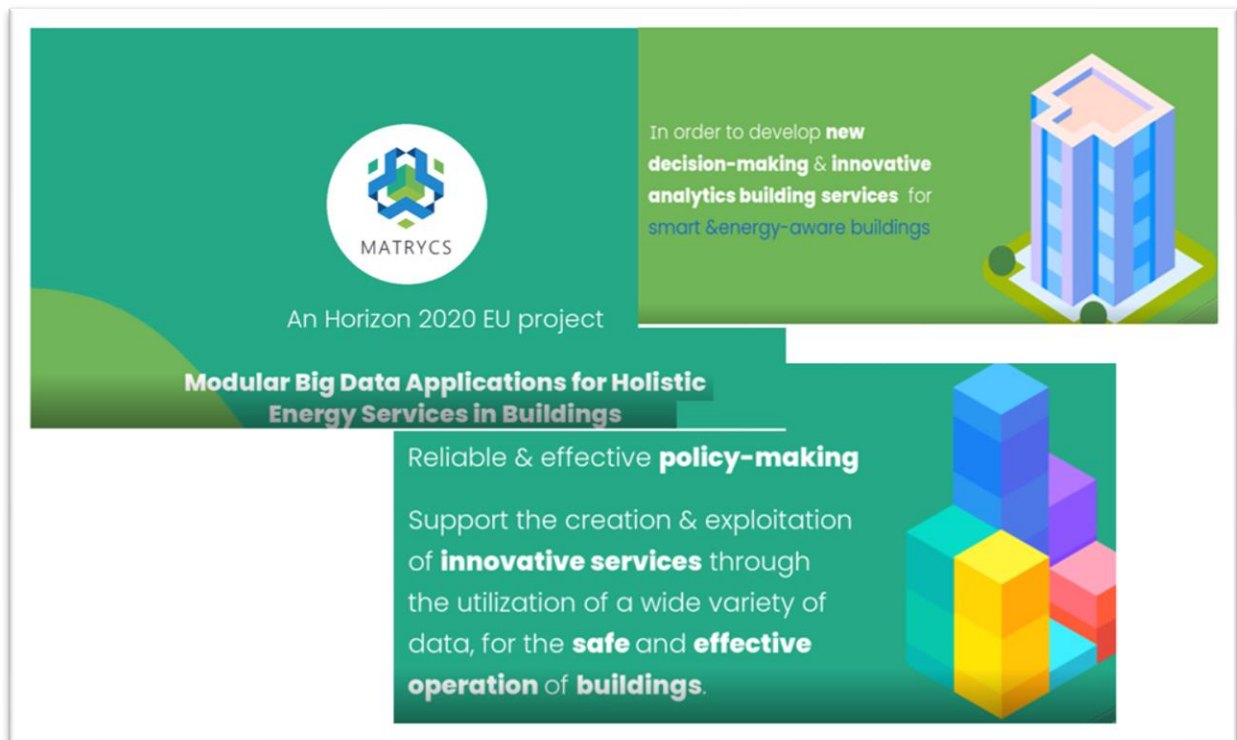 MATRYCS
An Horizon 2020 EU project
Modular Big Data Applications for Holistic
Energy Services in Buildings
In order to develop new
decision-making & innovative
analytics building services for
smart &energy-aware buildings
Reliable & effective policy-making
Support the creation & exploitation
of innovative services through
the utilization of a wide variety of
data, for the safe and effective
operation of buildings.